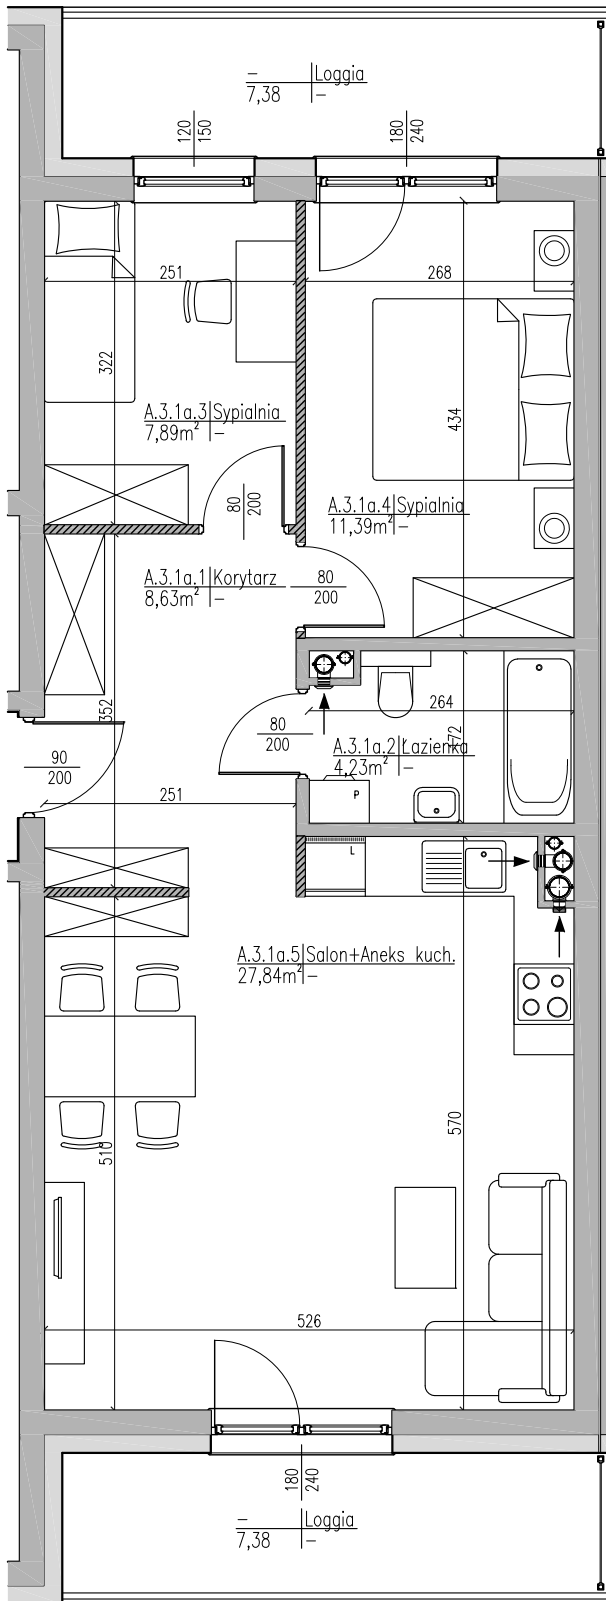 – Loggia
7,38 –
120
150
180
240
251
268
322
434
A.3.1a.3 Sypialnia
7,89m² –
80
200
A.3.1a.4 Sypialnia
11,39m² –
A.3.1a.1 Korytarz
8,63m² –
80
200
352
264
172
80
200
A.3.1a.2 Łazienka
4,23m² –
90
200
251
P
L
A.3.1a.5 Salon+Aneks kuch.
27,84m² –
510
570
526
180
240
– Loggia
7,38 –